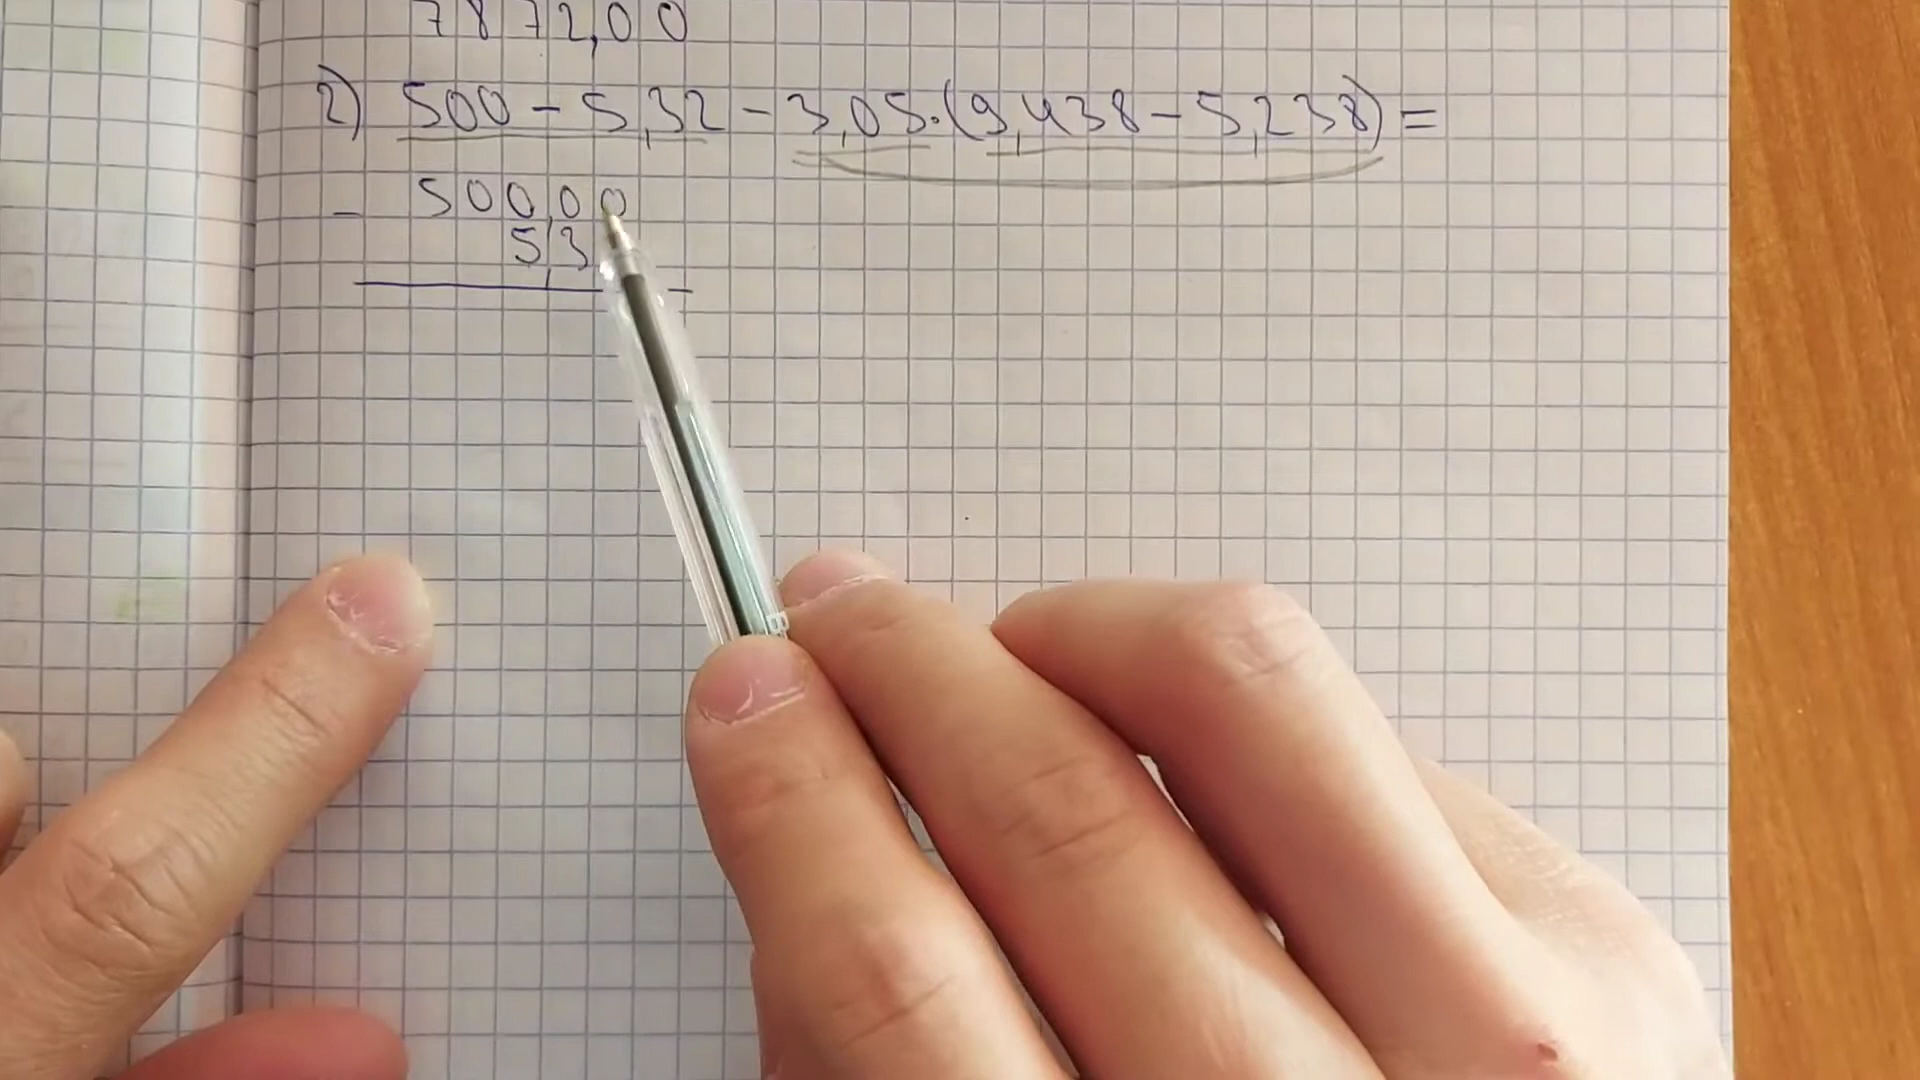 7872,00
2) 500 - 5,32 - 3,05·(9,438 - 5,238) =
- 500,00
5,3